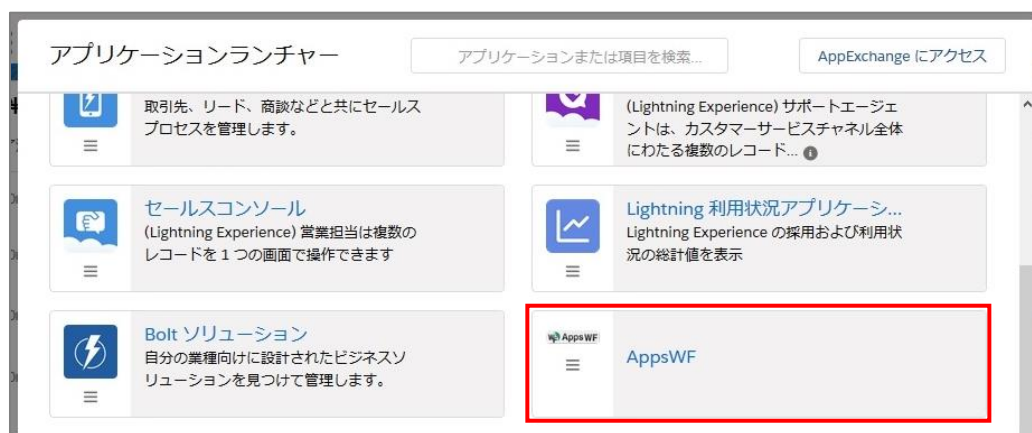 アプリケーションランチャー
アプリケーションまたは項目を検索...
AppExchange にアクセス
取引先、リード、商談などと共にセールス
プロセスを管理します。
(Lightning Experience) サポートエージェ
ントは、カスタマーサービスチャネル全体
にわたる複数のレコード...
セールスコンソール
(Lightning Experience) 営業担当は複数の
レコードを 1 つの画面で操作できます
Lightning 利用状況アプリケーシ...
Lightning Experience の採用および利用状
況の総計値を表示
Bolt ソリューション
自分の業種向けに設計されたビジネスソ
リューションを見つけて管理します。
AppsWF
AppsWF